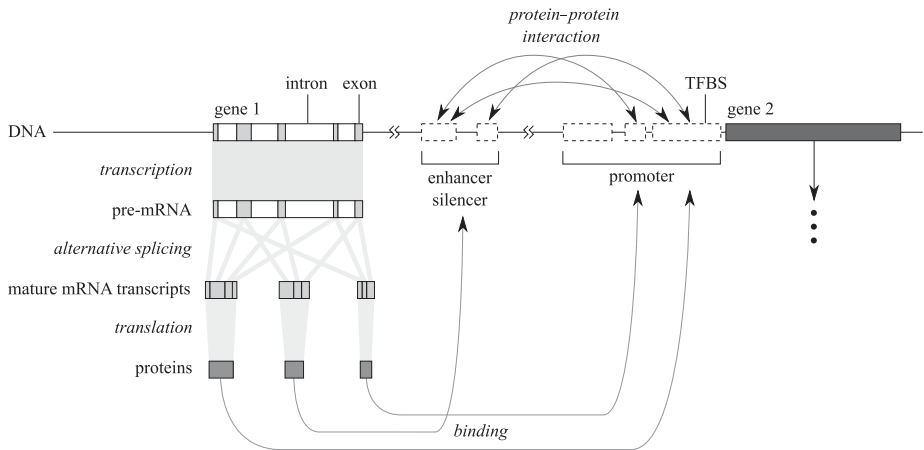 protein–protein
interaction
intron exon
TFBS
gene 1
gene 2
DNA
transcription
enhancer
silencer
promoter
pre-mRNA
alternative splicing
mature mRNA transcripts
translation
proteins
binding